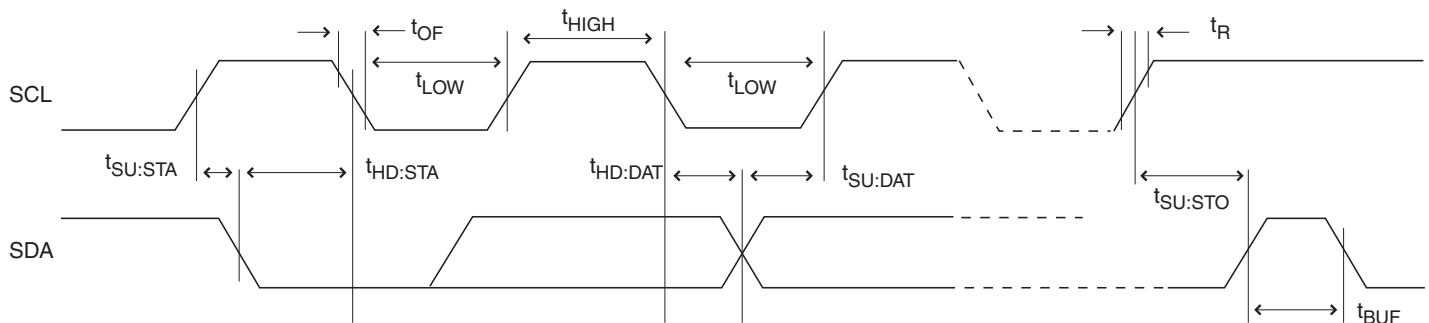 tOF
tHIGH
tR
tLOW
tLOW
SCL
tSU:STA
tHD:STA
tHD:DAT
tSU:DAT
tSU:STO
SDA
tBUF